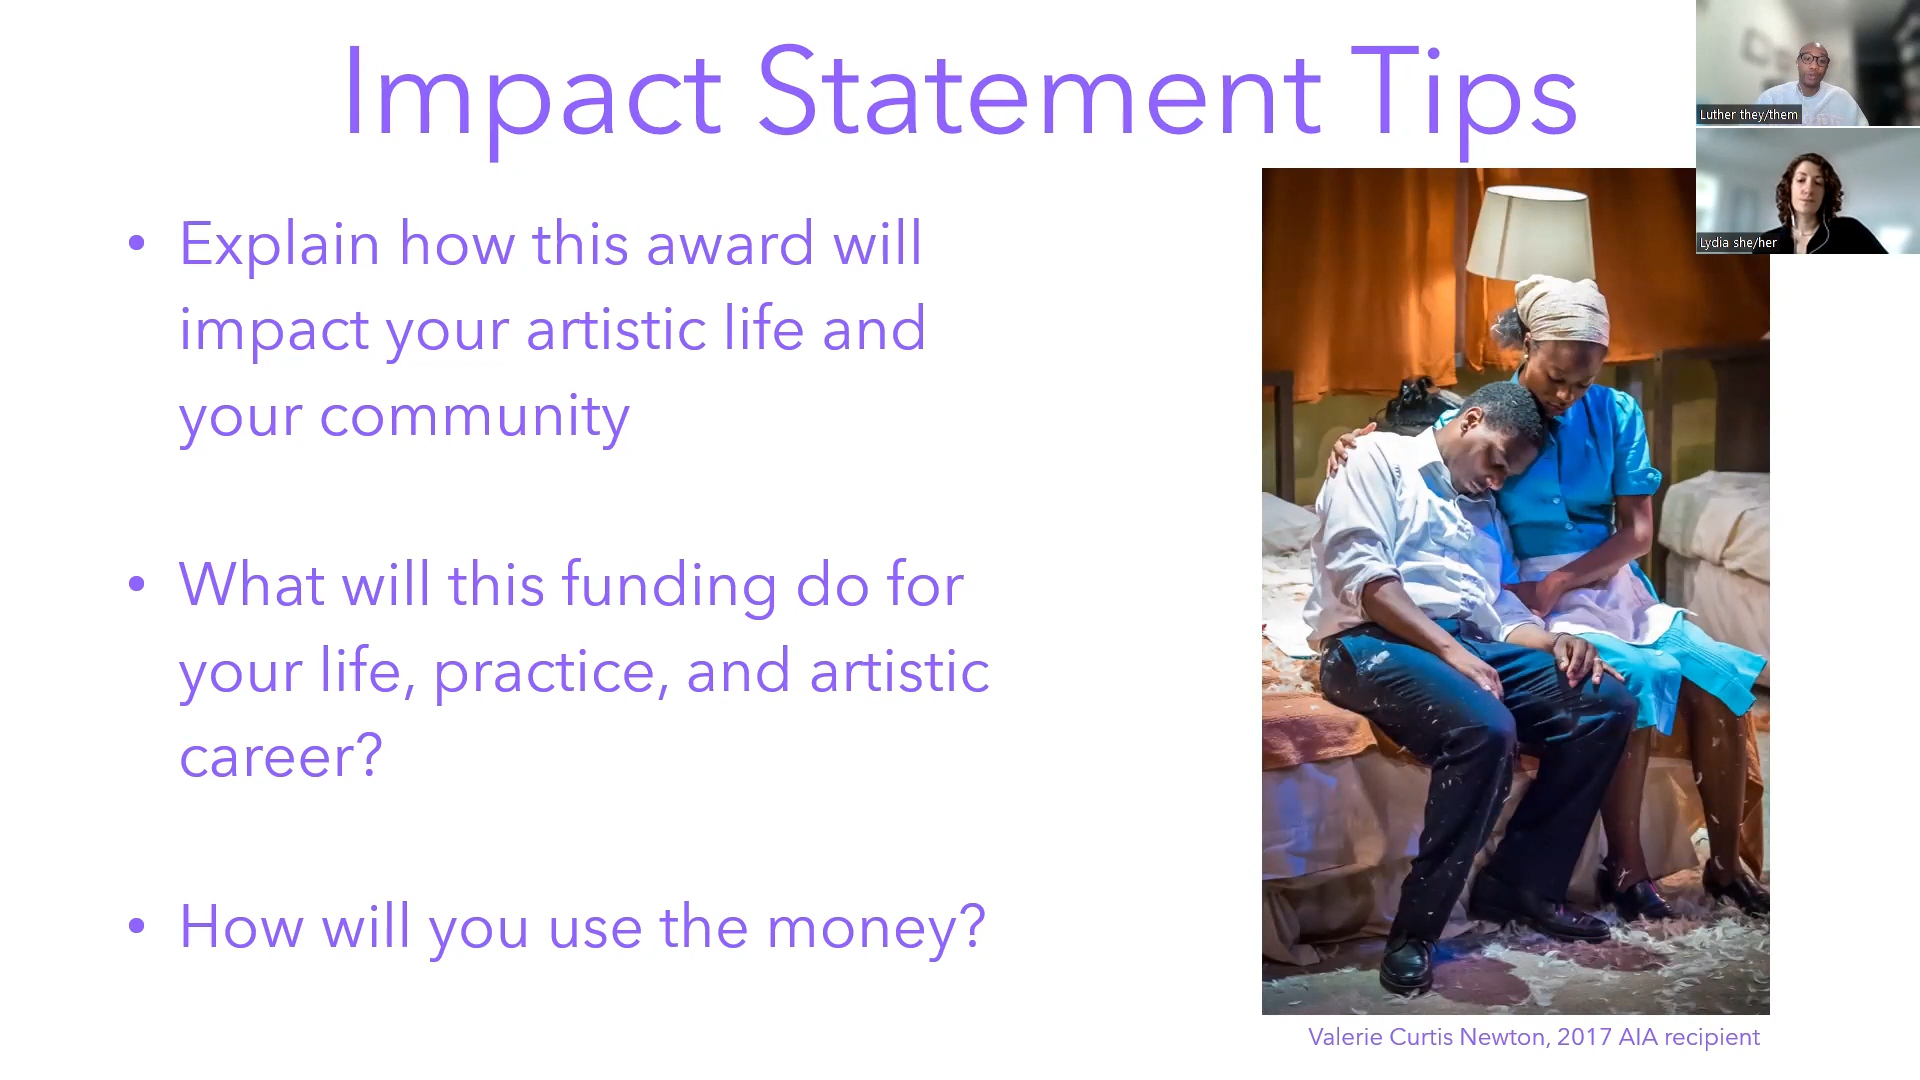 Impact Statement Tips
Luther they/them
Lydia she/her
• Explain how this award will
impact your artistic life and
your community
• What will this funding do for
your life, practice, and artistic
career?
• How will you use the money?
Valerie Curtis Newton, 2017 AIA recipient